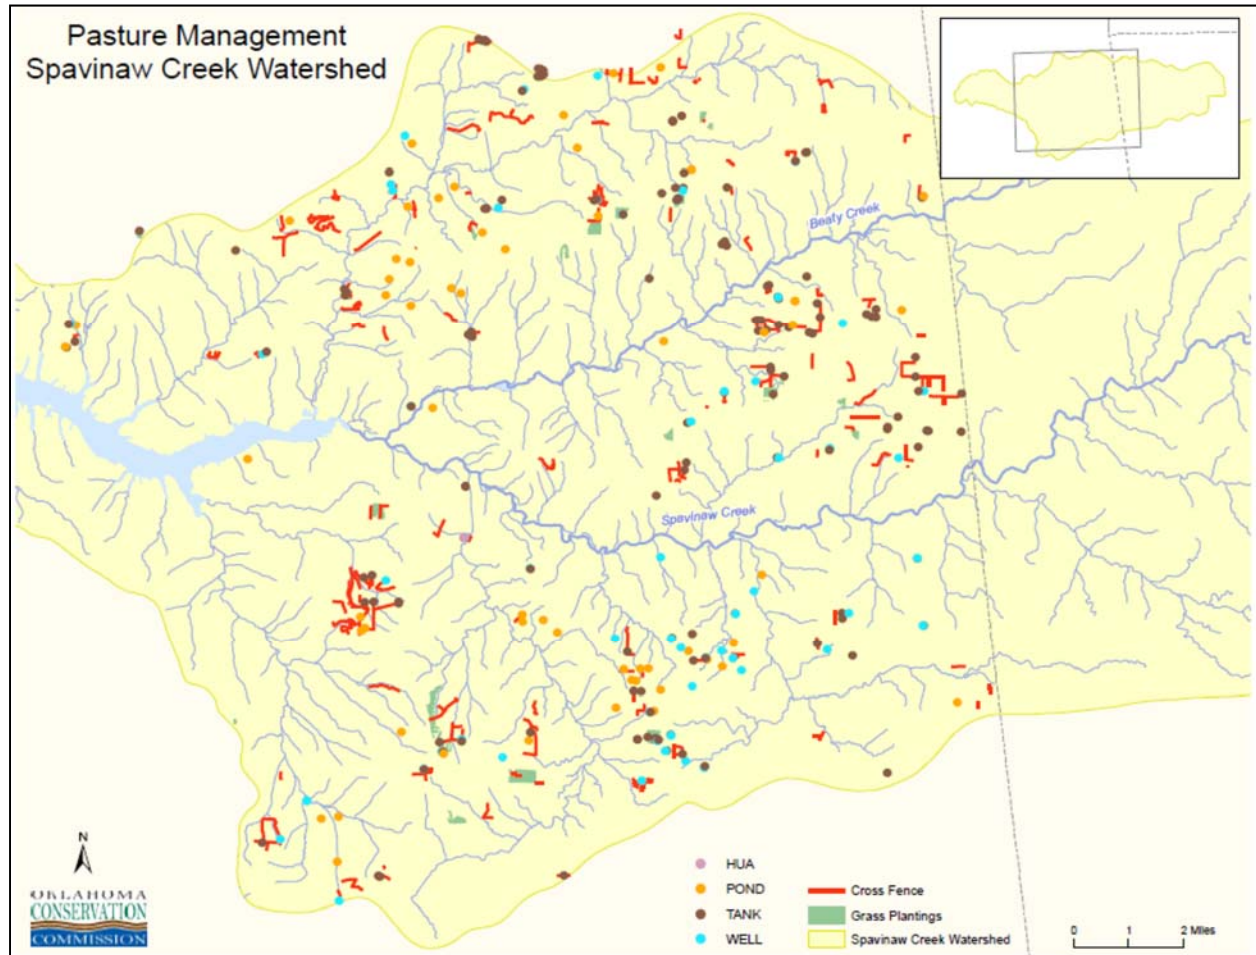 Pasture Management
Spavinaw Creek Watershed
Beaty Creek
Spavinaw Creek
N
OKLAHOMA
CONSERVATION
COMMISSION
HUA
POND
TANK
WELL
Cross Fence
Grass Plantings
Spavinaw Creek Watershed
0 1 2 Miles